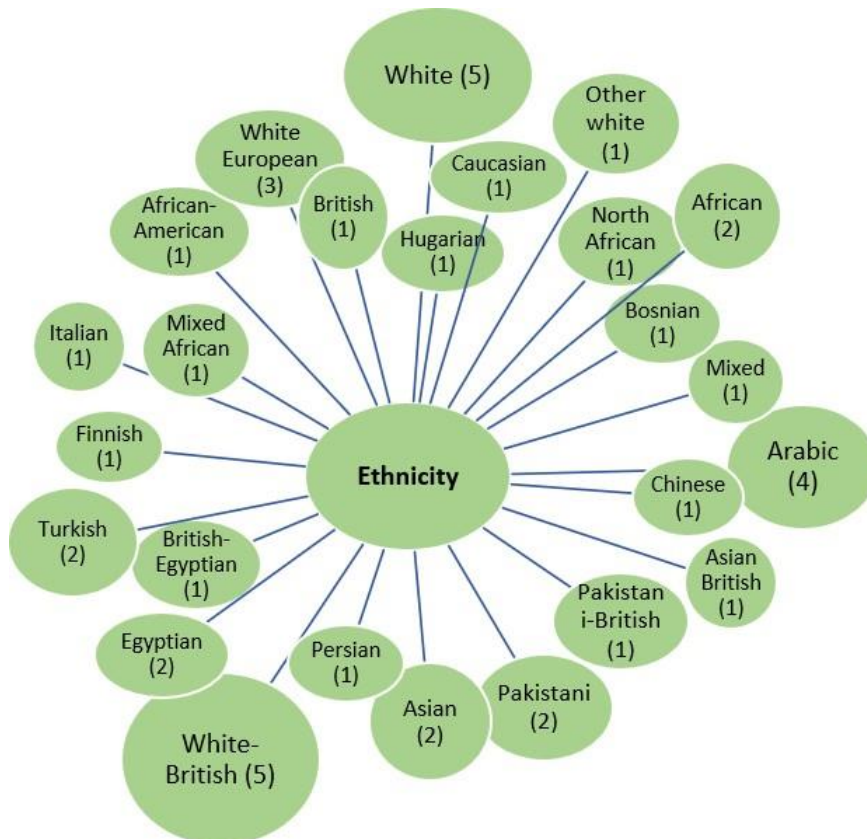 White (5)
Other
white
(1)
White
European
(3)
Caucasian
(1)
British
(1)
African-
American
(1)
Hugarian
(1)
North
African
(1)
African
(2)
Italian
(1)
Mixed
African
(1)
Bosnian
(1)
Mixed
(1)
Finnish
(1)
Ethnicity
Arabic
(4)
Chinese
(1)
Turkish
(2)
British-
Egyptian
(1)
Asian
British
(1)
Pakistan
i-British
(1)
Egyptian
(2)
Persian
(1)
Asian
(2)
Pakistani
(2)
White-
British (5)